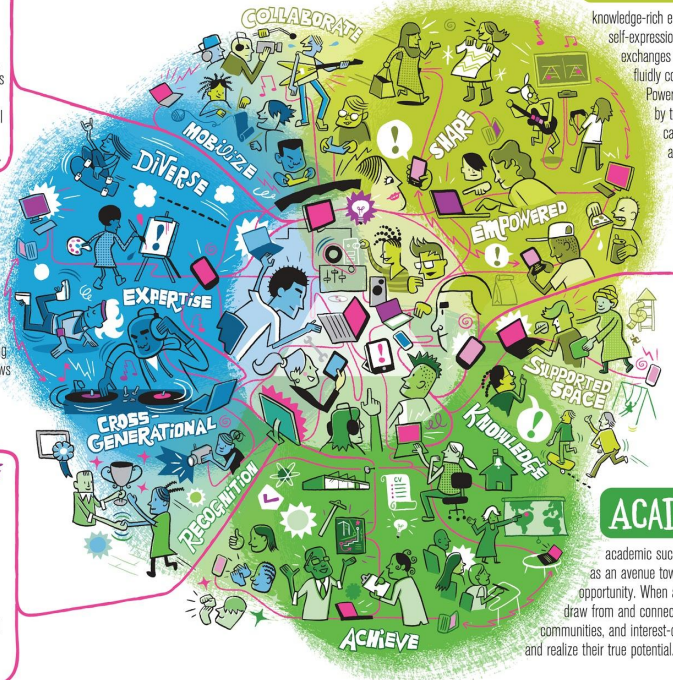 COLLABORATE
MOBILIZE
DIVERSE
EXPERTISE
CROSS-
GENERATIONAL
RECOGNITION
SHARE
EMPOWERED
SUPPORTED
SPACE
KNOWLEDGE
CV
ACHIEVE
knowledge-rich e
self-expressio
exchanges
fluidly co
Power
by t
ca
a
s
l
g
ws
ACAD
academic suc
as an avenue tow
opportunity. When a
draw from and connec
communities, and interest-d
and realize their true potential.